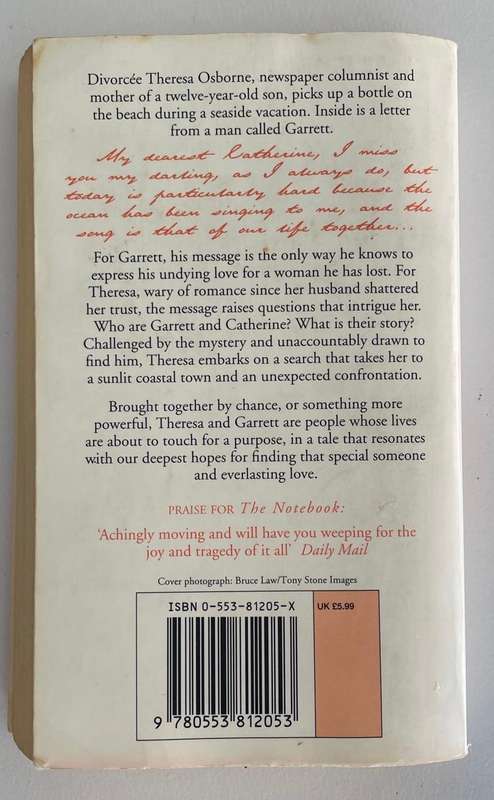 Divorcée Theresa Osborne, newspaper columnist and
mother of a twelve-year-old son, picks up a bottle on
the beach during a seaside vacation. Inside is a letter
from a man called Garrett.
My dearest Catherine, I miss
you my darling, as I always do, but
today is particularly hard because the
ocean has been singing to me, and the
song is that of our life together...
For Garrett, his message is the only way he knows to
express his undying love for a woman he has lost. For
Theresa, wary of romance since her husband shattered
her trust, the message raises questions that intrigue her.
Who are Garrett and Catherine? What is their story?
Challenged by the mystery and unaccountably drawn to
find him, Theresa embarks on a search that takes her to
a sunlit coastal town and an unexpected confrontation.
Brought together by chance, or something more
powerful, Theresa and Garrett are people whose lives
are about to touch for a purpose, in a tale that resonates
with our deepest hopes for finding that special someone
and everlasting love.
PRAISE FOR The Notebook:
‘Achingly moving and will have you weeping for the
joy and tragedy of it all’ Daily Mail
Cover photograph: Bruce Law/Tony Stone Images
ISBN 0-553-81205-X
UK £5.99
9 780553 812053